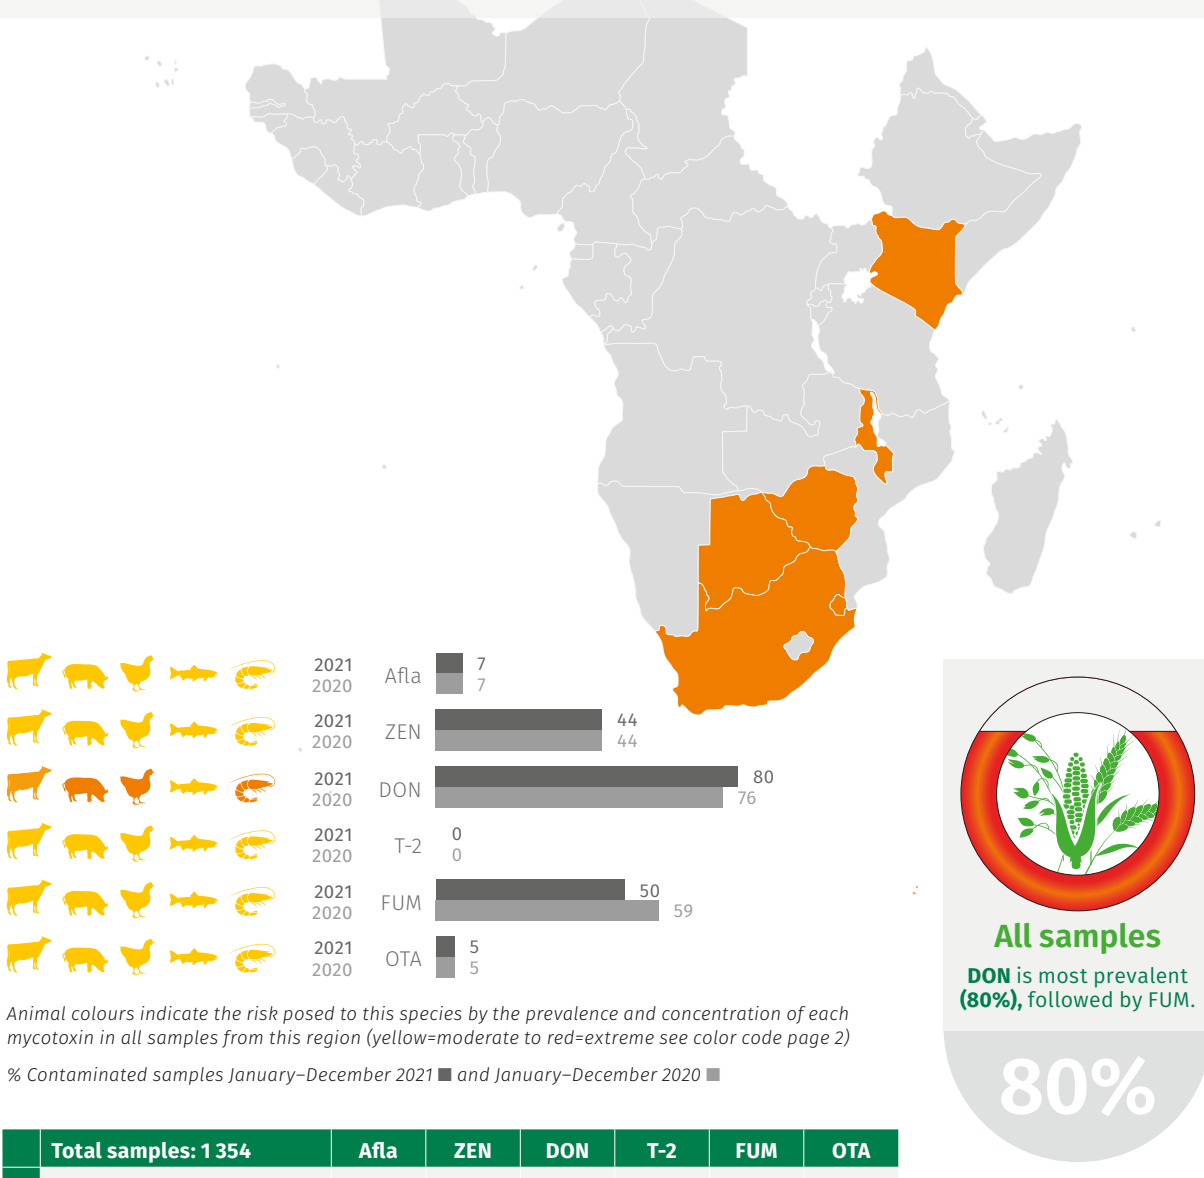 2021
2020
Afla
7
7
2021
2020
ZEN
44
44
2021
2020
DON
80
76
2021
2020
T-2
0
0
2021
2020
FUM
50
59
2021
2020
OTA
5
5
Animal colours indicate the risk posed to this species by the prevalence and concentration of each
mycotoxin in all samples from this region (yellow=moderate to red=extreme see color code page 2)
% Contaminated samples January–December 2021 ■ and January–December 2020 ■
All samples
DON is most prevalent
(80%), followed by FUM.
80%
Total samples: 1 354 Afla ZEN DON T-2 FUM OTA